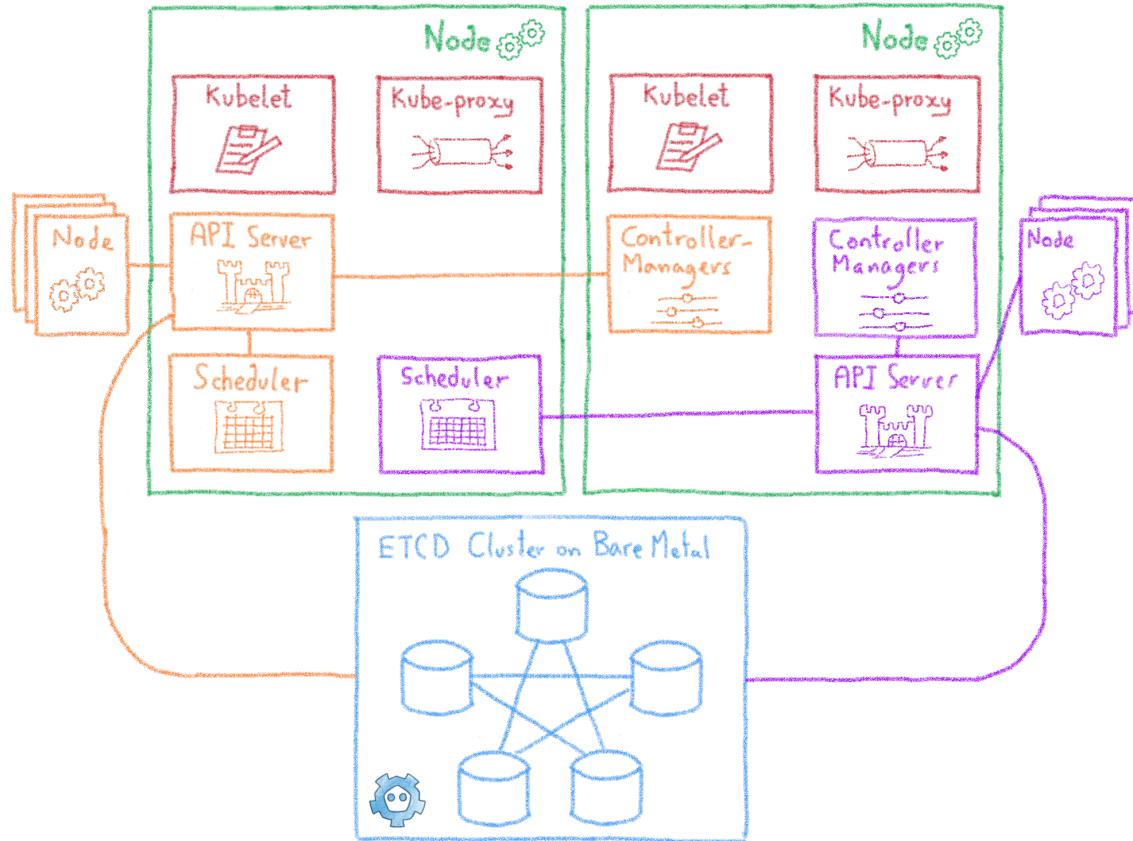 Node
Kubelet
Kube-proxy
Node
Kubelet
Kube-proxy
Node
API Server
Scheduler
Scheduler
Controller-
Managers
Controller
Managers
API Server
Node
ETCD Cluster on Bare Metal